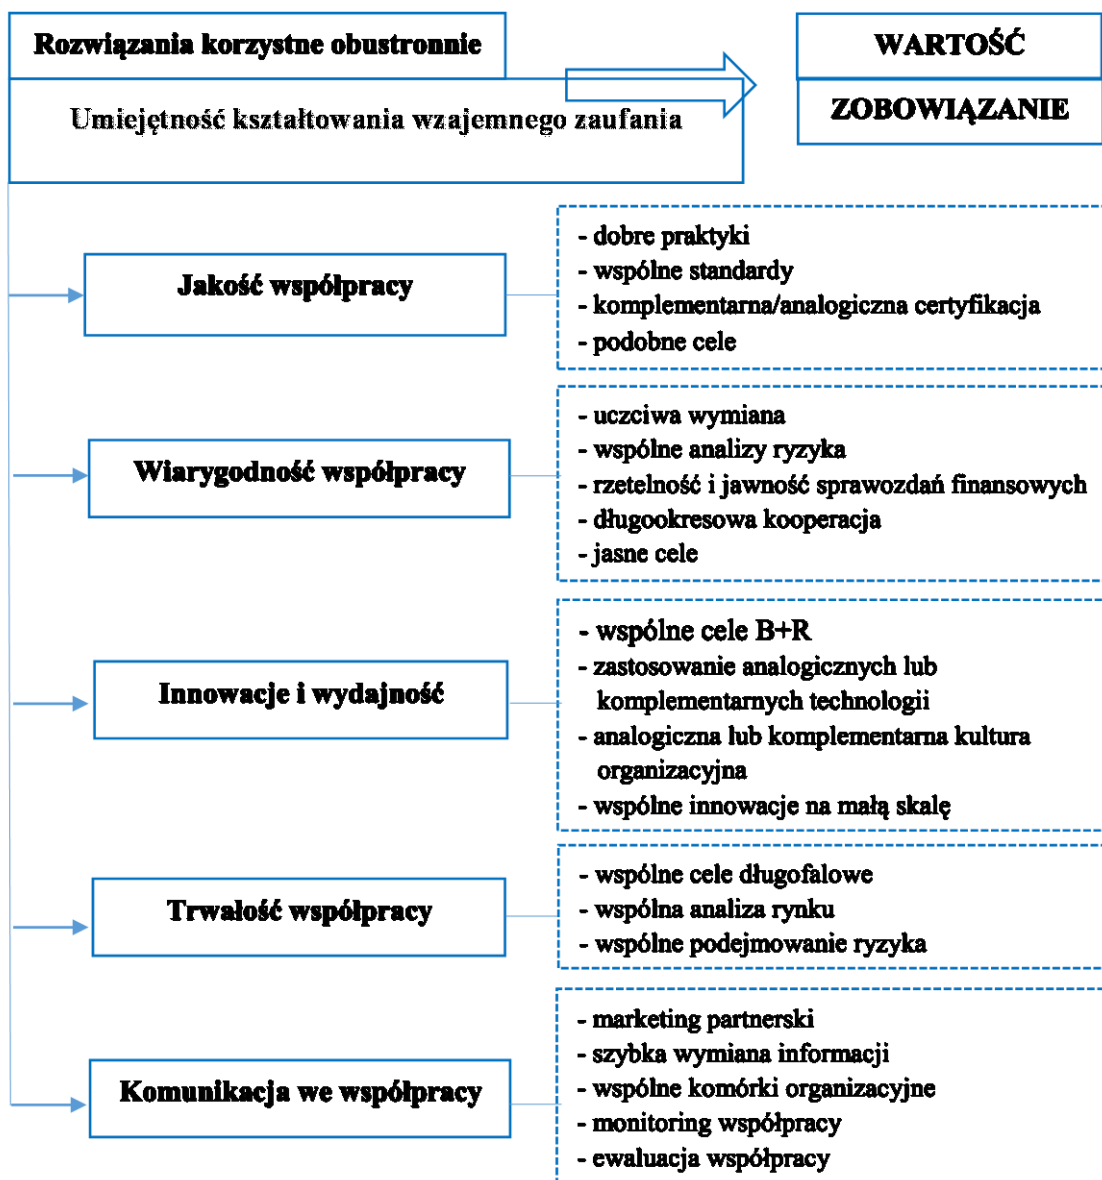 Rozwiązania korzystne obustronnie
Umiejętność kształtowania wzajemnego zaufania
WARTOŚĆ
ZOBOWIĄZANIE
Jakość współpracy
- dobre praktyki
- wspólne standardy
- komplementarna/analogiczna certyfikacja
- podobne cele
Wiarygodność współpracy
- uczciwa wymiana
- wspólne analizy ryzyka
- rzetelność i jawność sprawozdań finansowych
- długookresowa kooperacja
- jasne cele
Innowacje i wydajność
- wspólne cele B+R
- zastosowanie analogicznych lub
komplementarnych technologii
- analogiczna lub komplementarna kultura
organizacyjna
- wspólne innowacje na małą skalę
Trwałość współpracy
- wspólne cele długofalowe
- wspólna analiza rynku
- wspólne podejmowanie ryzyka
Komunikacja we współpracy
- marketing partnerski
- szybka wymiana informacji
- wspólne komórki organizacyjne
- monitoring współpracy
- ewaluacja współpracy